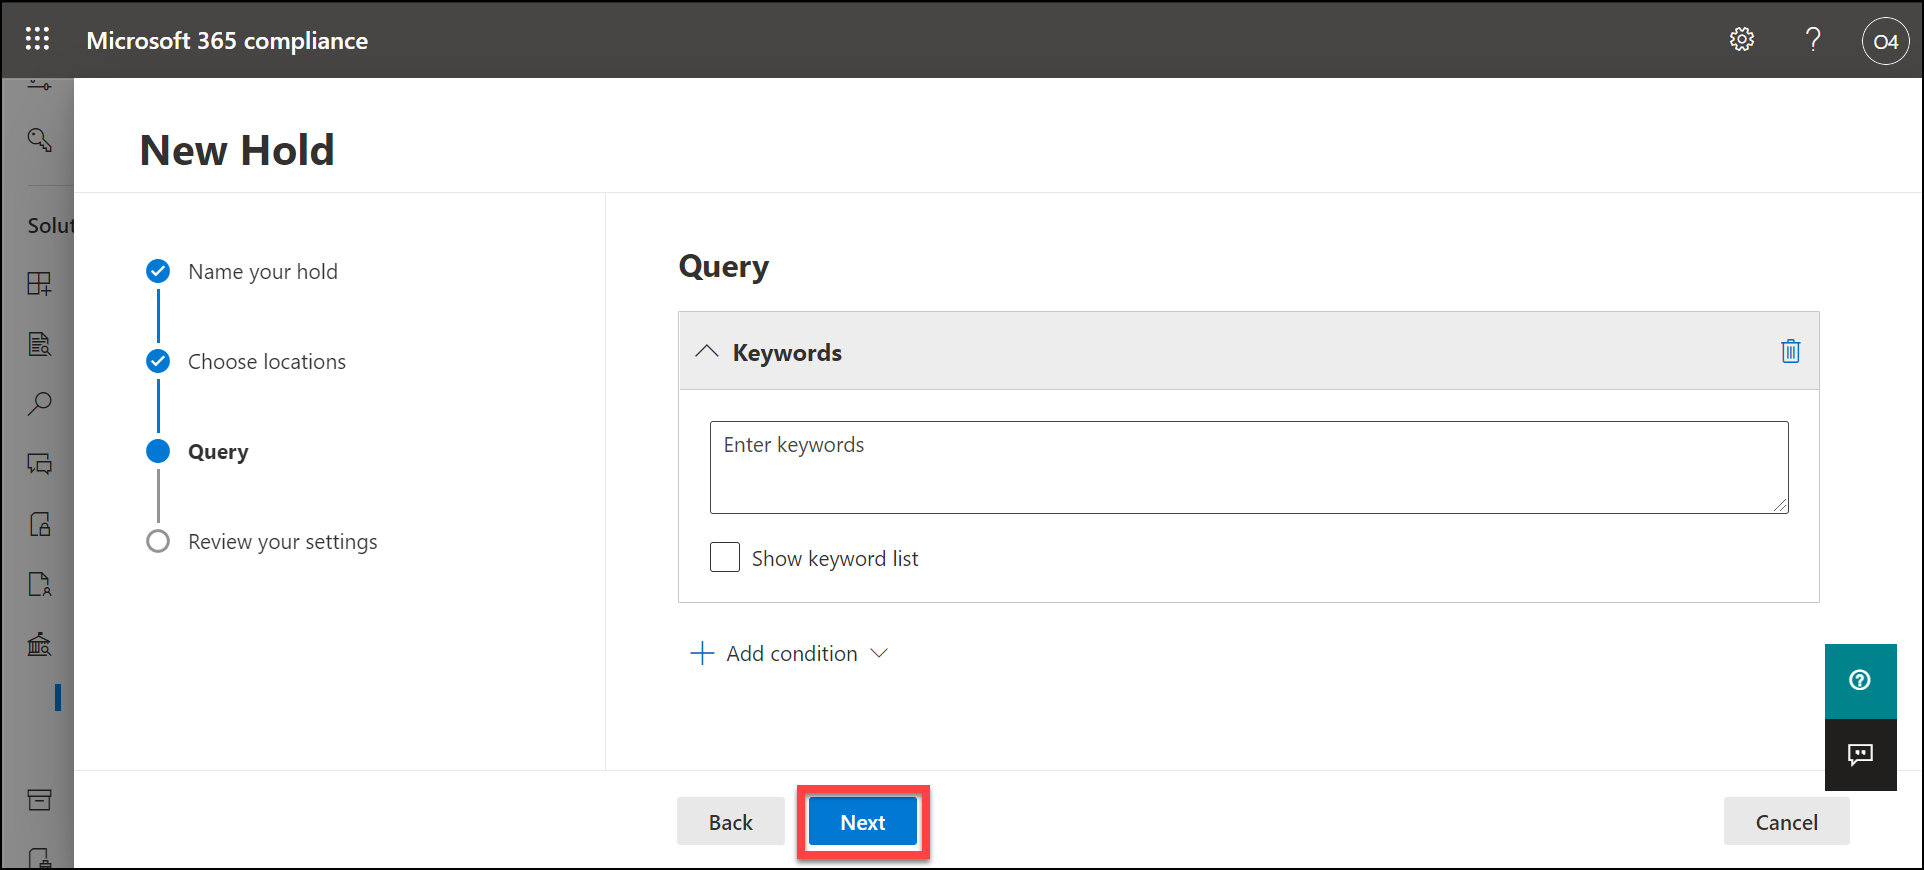 Microsoft 365 compliance
?
O4
New Hold
Solut
Name your hold
Choose locations
Query
Review your settings
Query
Keywords
Enter keywords
Show keyword list
Add condition
Back
Next
Cancel